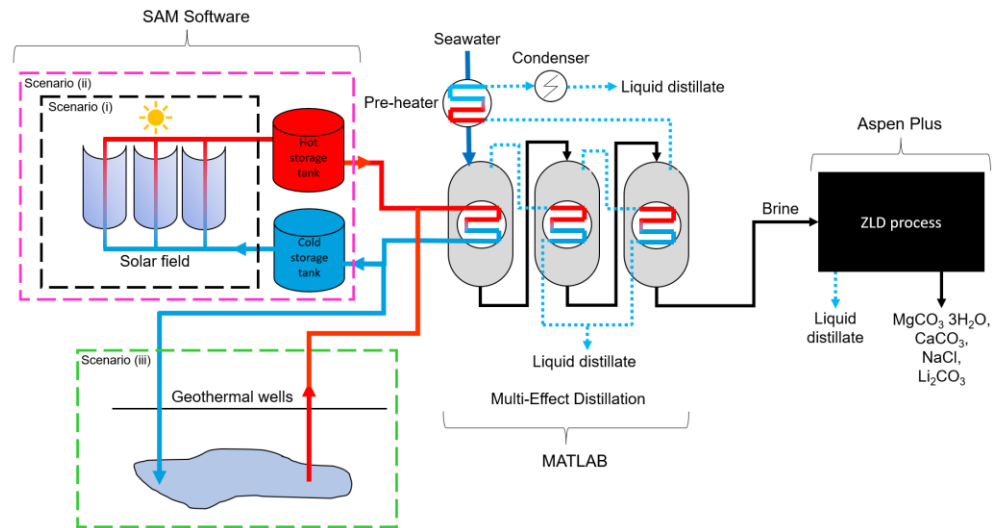 SAM Software
Scenario (ii)
Scenario (i)
Hot
storage
tank
Cold
storage
tank
Solar field
Scenario (iii)
Geothermal wells
Seawater
Condenser
Liquid distillate
Pre-heater
Liquid distillate
Multi-Effect Distillation
MATLAB
Brine
Aspen Plus
ZLD process
Liquid
distillate
MgCO₃ 3H₂O,
CaCO₃,
NaCl,
Li₂CO₃